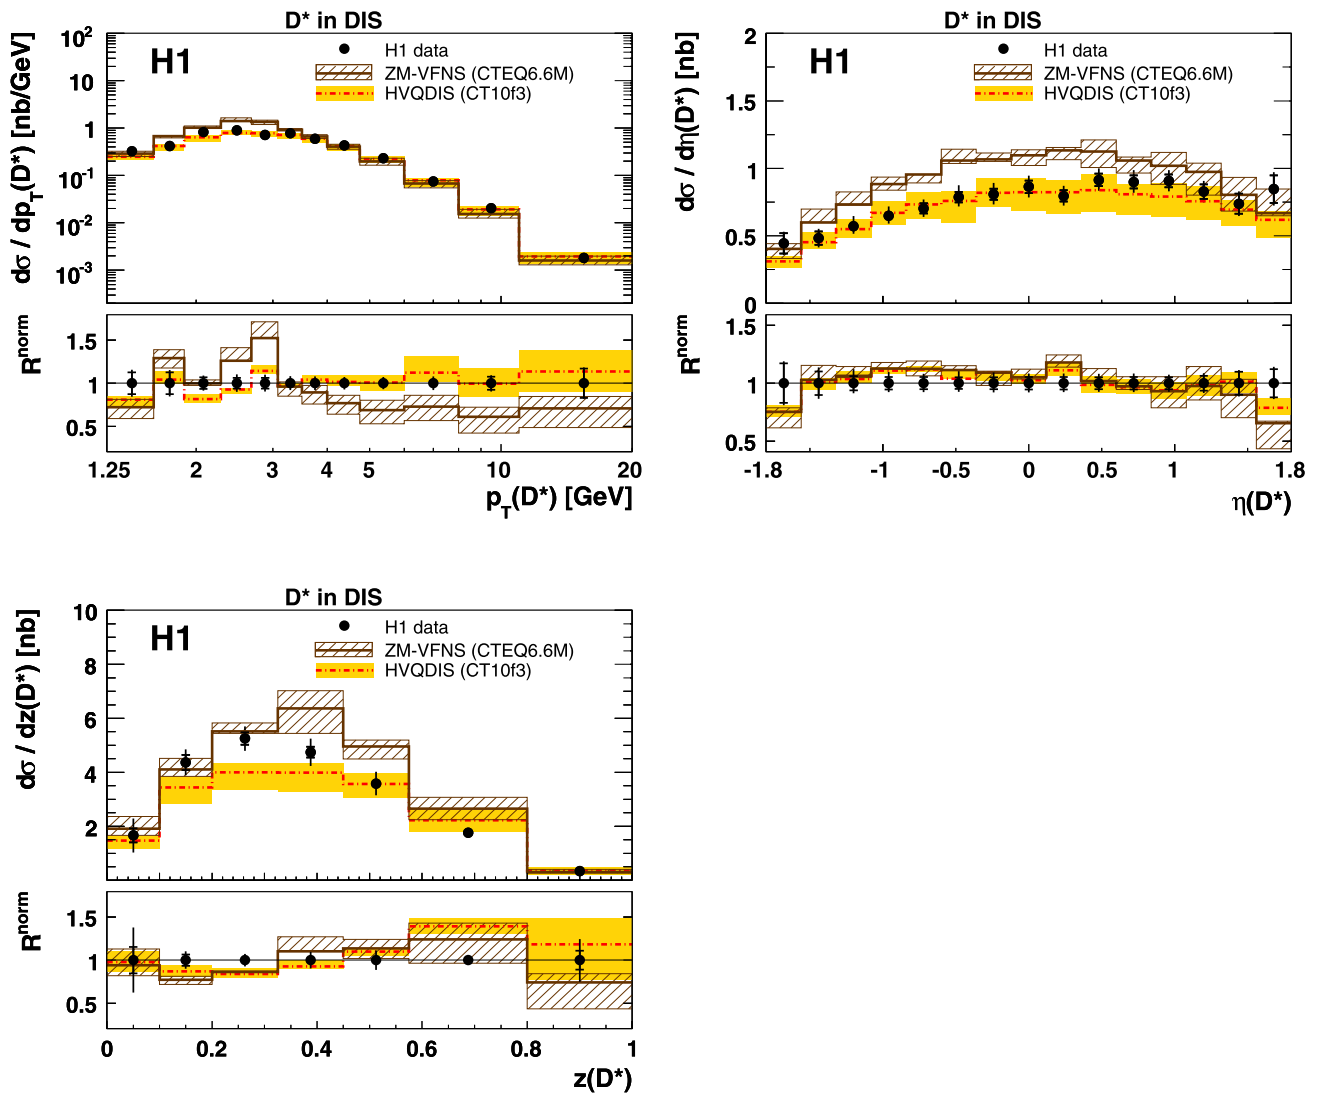 D* in DIS
H1
H1 data
ZM-VFNS (CTEQ6.6M)
HVQDIS (CT10f3)
dσ / dp_T(D*) [nb/GeV]
10^2
10
1
10^-1
10^-2
10^-3
R^norm
1.5
1
0.5
1.25 2 3 4 5 10 20
p_T(D*) [GeV]
D* in DIS
H1
H1 data
ZM-VFNS (CTEQ6.6M)
HVQDIS (CT10f3)
dσ / dη(D*) [nb]
2
1.5
1
0.5
0
R^norm
1.5
1
0.5
-1.8 -1 -0.5 0 0.5 1 1.8
η(D*)
D* in DIS
H1
H1 data
ZM-VFNS (CTEQ6.6M)
HVQDIS (CT10f3)
dσ / dz(D*) [nb]
10
8
6
4
2
R^norm
1.5
1
0.5
0 0.2 0.4 0.6 0.8 1
z(D*)